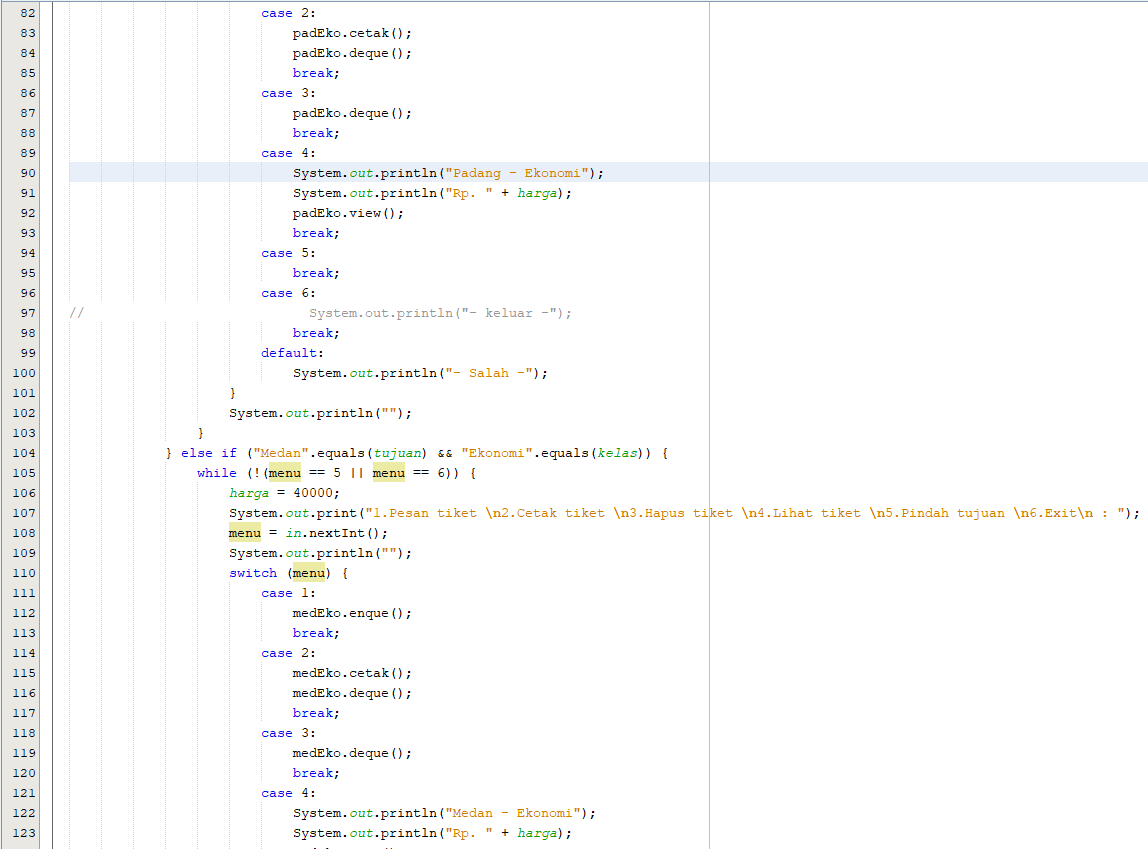 82 case 2:
83 padEko.cetak();
84 padEko.deque();
85 break;
86 case 3:
87 padEko.deque();
88 break;
89 case 4:
90 System.out.println("Padang - Ekonomi");
91 System.out.println("Rp. " + harga);
92 padEko.view();
93 break;
94 case 5:
95 break;
96 case 6:
97 // System.out.println("- keluar -");
98 break;
99 default:
100 System.out.println("- Salah -");
101 }
102 System.out.println("");
103 }
104 } else if ("Medan".equals(tujuan) && "Ekonomi".equals(kelas)) {
105 while (!(menu == 5 || menu == 6)) {
106 harga = 40000;
107 System.out.print("1.Pesan tiket \n2.Cetak tiket \n3.Hapus tiket \n4.Lihat tiket \n5.Pindah tujuan \n6.Exit\n : ");
108 menu = in.nextInt();
109 System.out.println("");
110 switch (menu) {
111 case 1:
112 medEko.enque();
113 break;
114 case 2:
115 medEko.cetak();
116 medEko.deque();
117 break;
118 case 3:
119 medEko.deque();
120 break;
121 case 4:
122 System.out.println("Medan - Ekonomi");
123 System.out.println("Rp. " + harga);